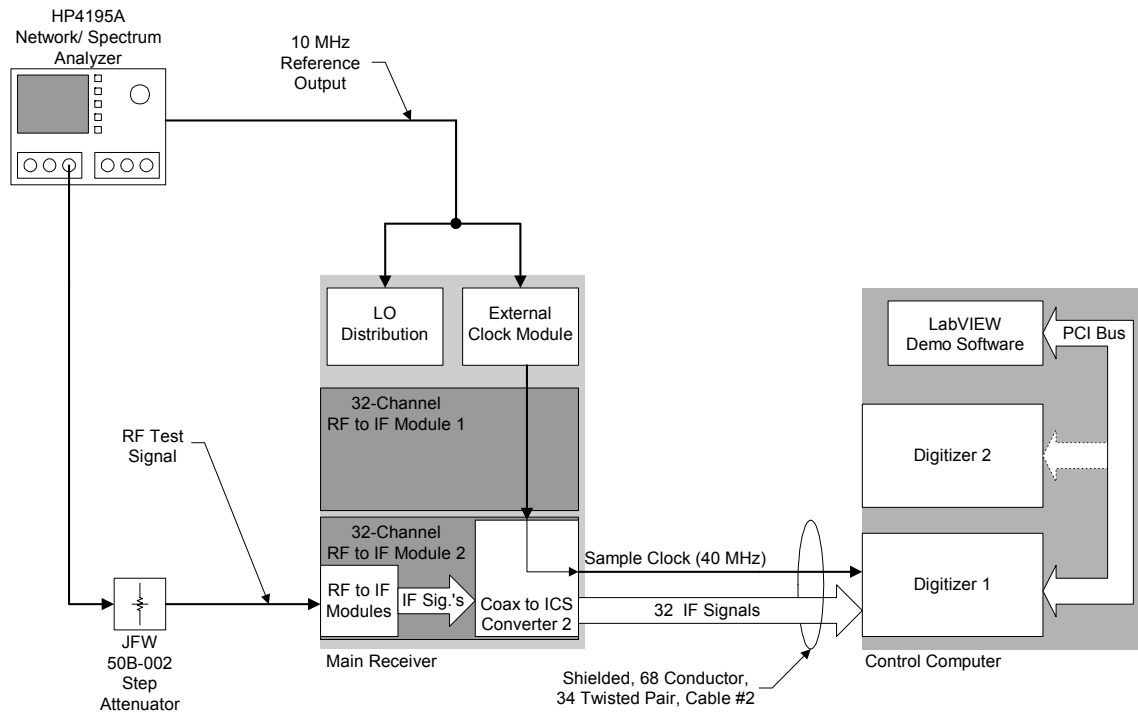 HP4195A
Network/ Spectrum
Analyzer
10 MHz
Reference
Output
LO
Distribution
External
Clock Module
LabVIEW
Demo Software
PCI Bus
32-Channel
RF to IF Module 1
Digitizer 2
RF Test
Signal
32-Channel
RF to IF Module 2
RF to IF
Modules
IF Sig.'s
Coax to ICS
Converter 2
Sample Clock (40 MHz)
32 IF Signals
Digitizer 1
JFW
50B-002
Step
Attenuator
Main Receiver
Shielded, 68 Conductor,
34 Twisted Pair, Cable #2
Control Computer